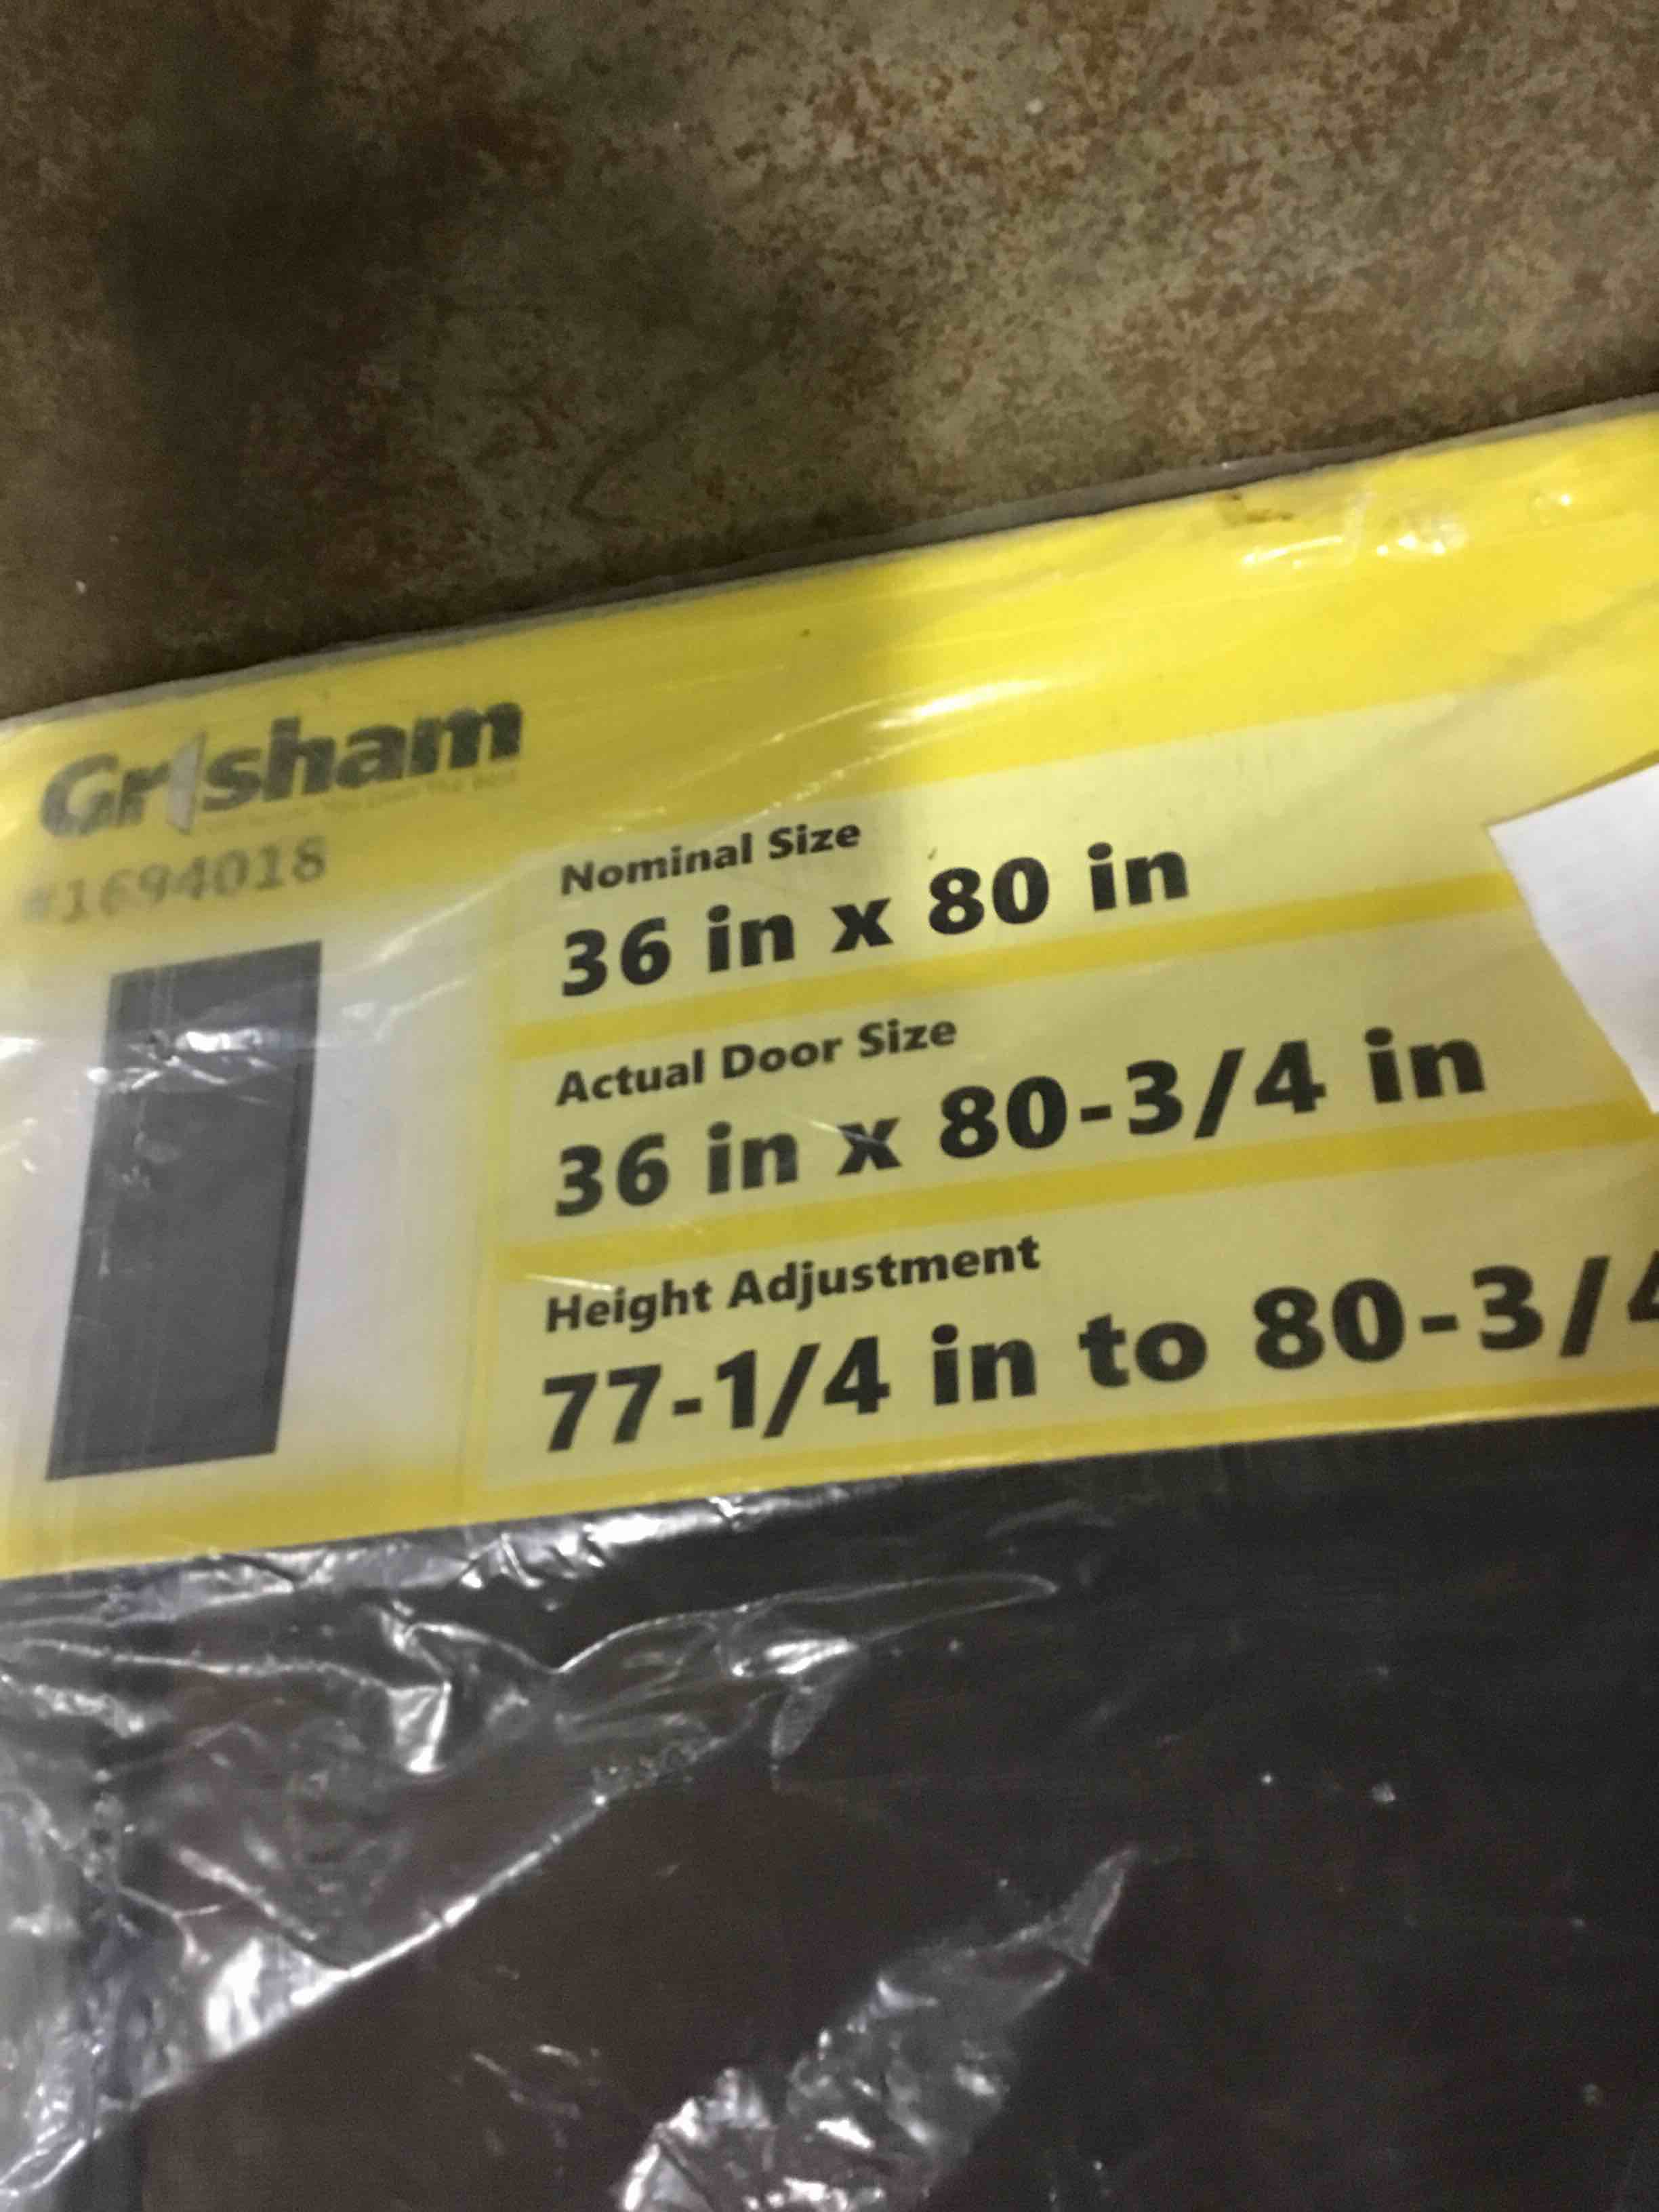 Grisham
#1694018
Nominal Size
36 in x 80 in
Actual Door Size
36 in x 80-3/4 in
Height Adjustment
77-1/4 in to 80-3/4